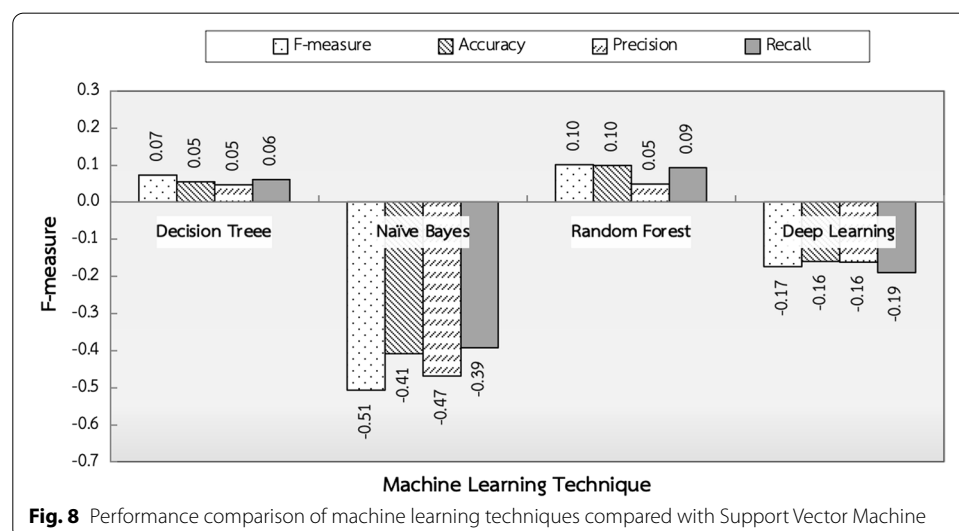 F-measure Accuracy Precision Recall
0.3
0.2
0.1
0.0
-0.1
-0.2
-0.3
-0.4
-0.5
-0.6
-0.7
F-measure
0.07 0.05 0.05 0.06
Decision Treee
-0.51 -0.41 -0.47 -0.39
Naïve Bayes
0.10 0.10 0.05 0.09
Random Forest
-0.17 -0.16 -0.16 -0.19
Deep Learning
Machine Learning Technique
Fig. 8 Performance comparison of machine learning techniques compared with Support Vector Machine